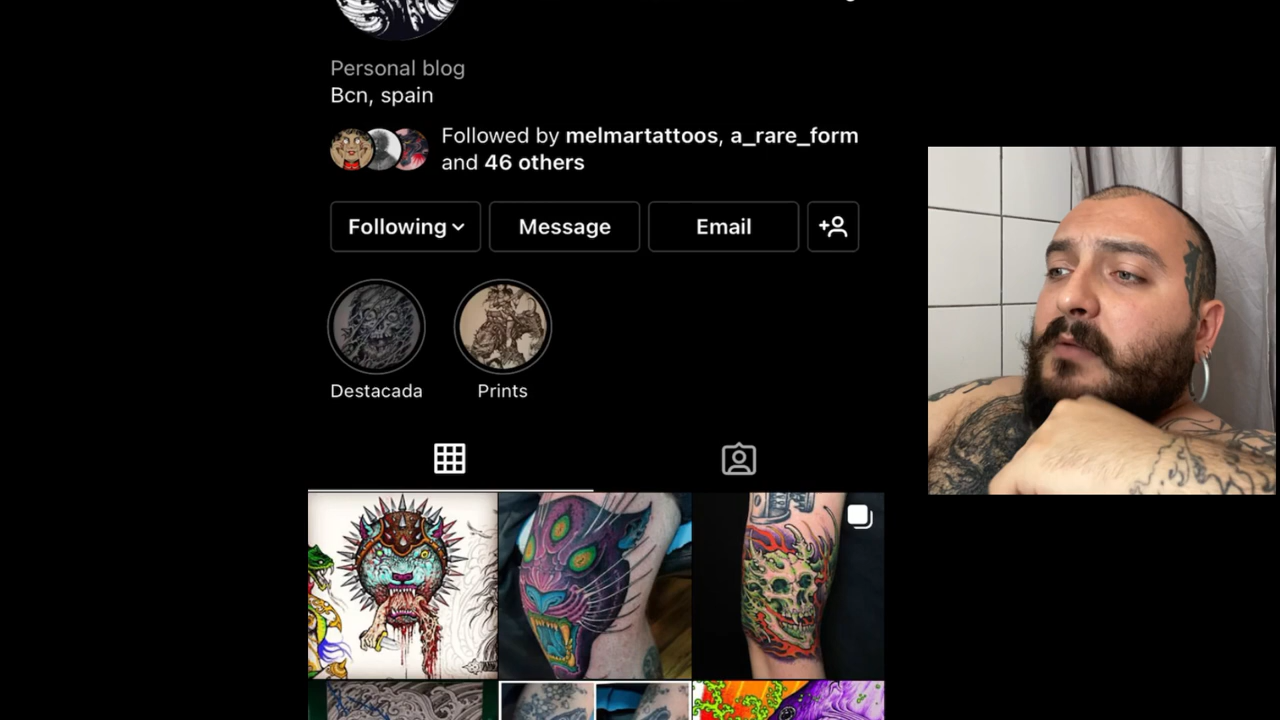 Personal blog
Bcn, spain
Followed by melmartattoos, a_rare_form
and 46 others
Following
Message
Email
Destacada
Prints